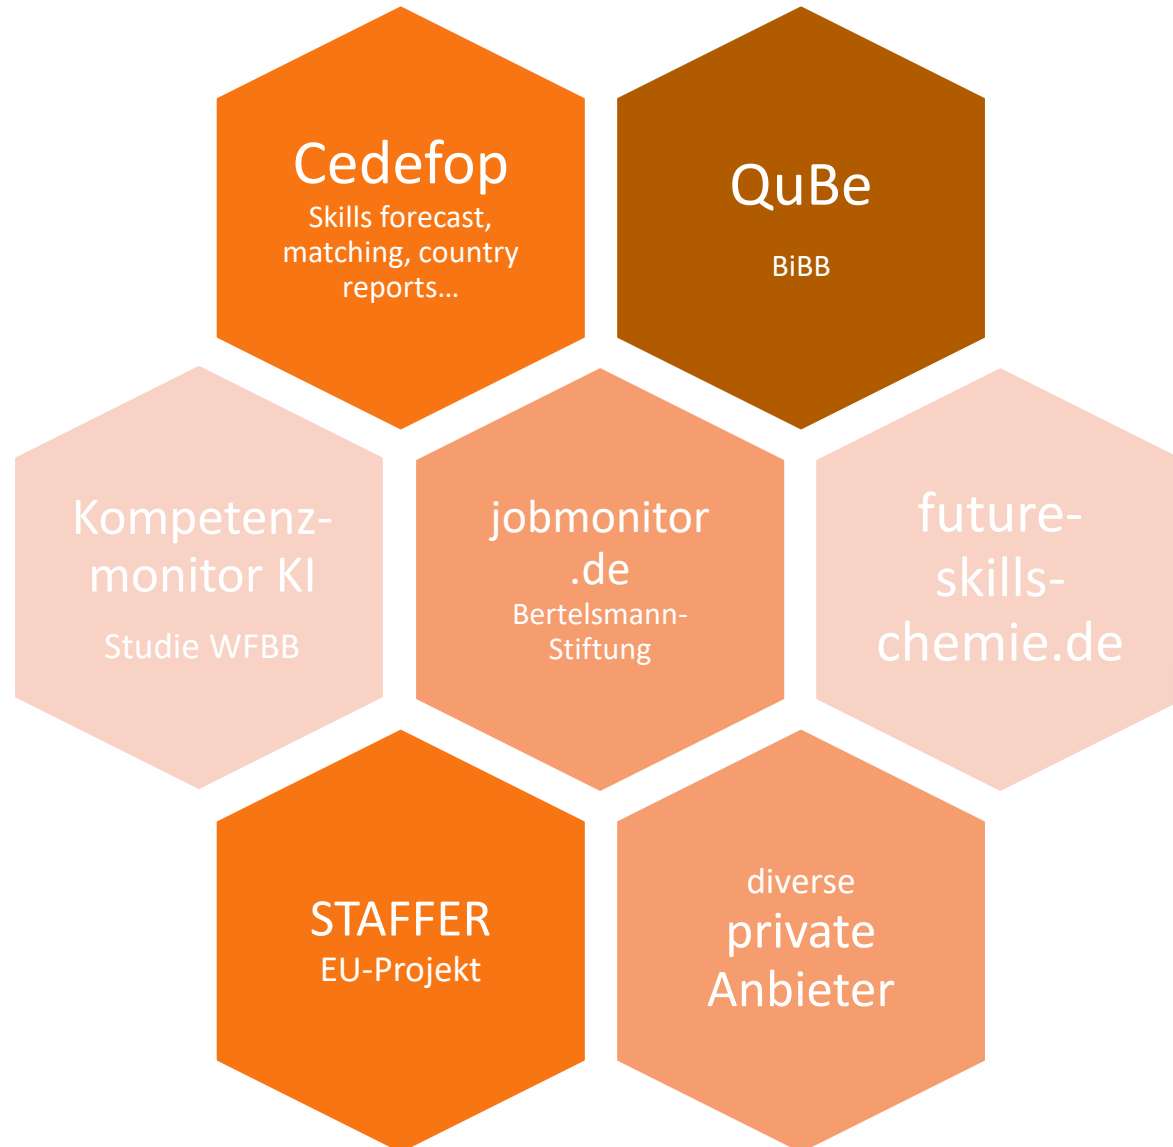 Cedefop
Skills forecast,
matching, country
reports…
QuBe
BiBB
Kompetenz-
monitor KI
Studie WFBB
jobmonitor
.de
Bertelsmann-
Stiftung
future-
skills-
chemie.de
STAFFER
EU-Projekt
diverse
private
Anbieter